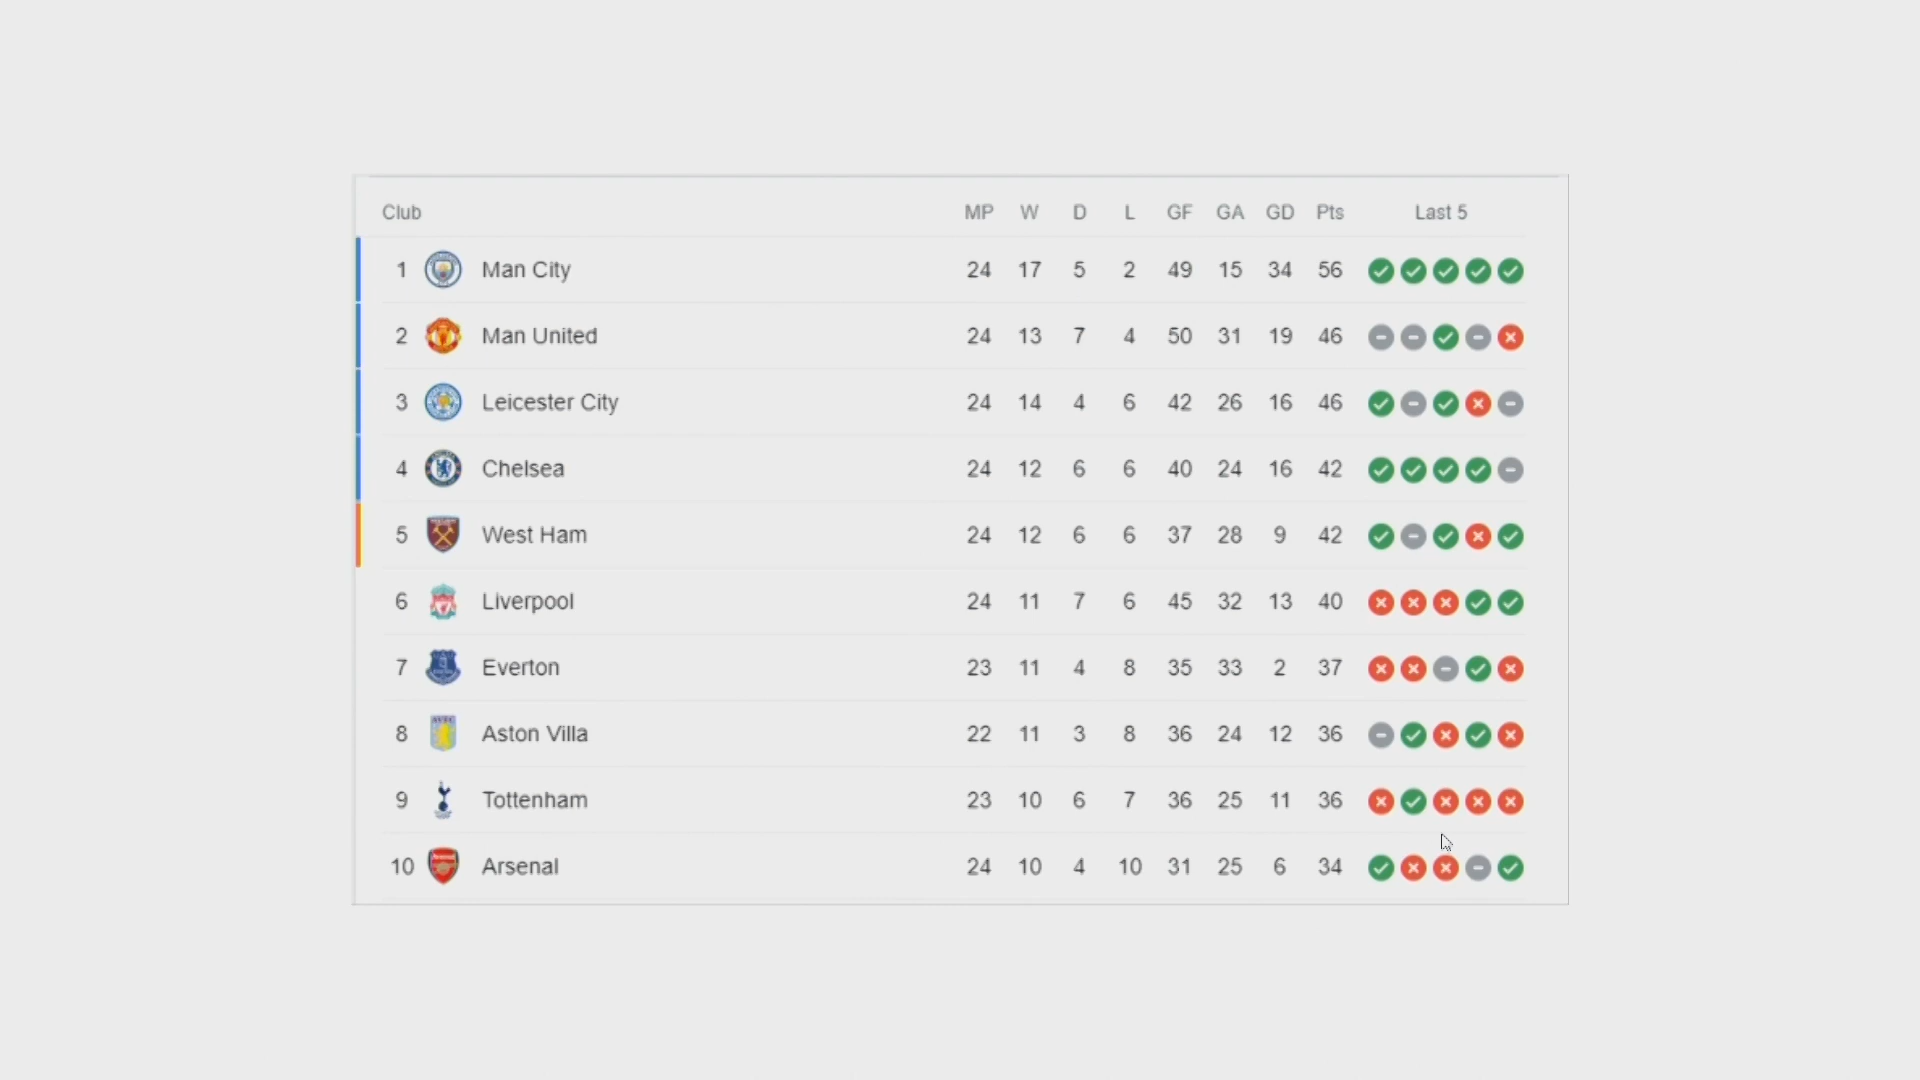 Club MP W D L GF GA GD Pts Last 5
1 Man City 24 17 5 2 49 15 34 56
2 Man United 24 13 7 4 50 31 19 46
3 Leicester City 24 14 4 6 42 26 16 46
4 Chelsea 24 12 6 6 40 24 16 42
5 West Ham 24 12 6 6 37 28 9 42
6 Liverpool 24 11 7 6 45 32 13 40
7 Everton 23 11 4 8 35 33 2 37
8 Aston Villa 22 11 3 8 36 24 12 36
9 Tottenham 23 10 6 7 36 25 11 36
10 Arsenal 24 10 4 10 31 25 6 34